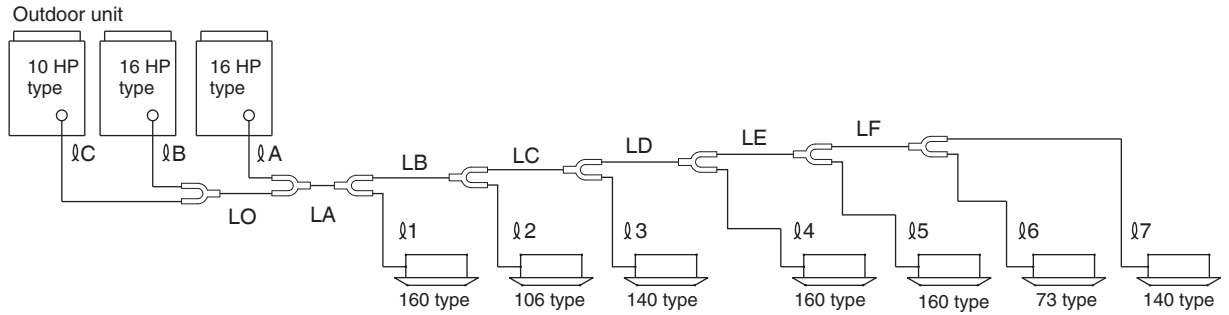 Outdoor unit
10 HP type
16 HP type
16 HP type
ℓC
ℓB
ℓA
LO
LA
LB
LC
LD
LE
LF
ℓ1
ℓ2
ℓ3
ℓ4
ℓ5
ℓ6
ℓ7
160 type
106 type
140 type
160 type
160 type
73 type
140 type